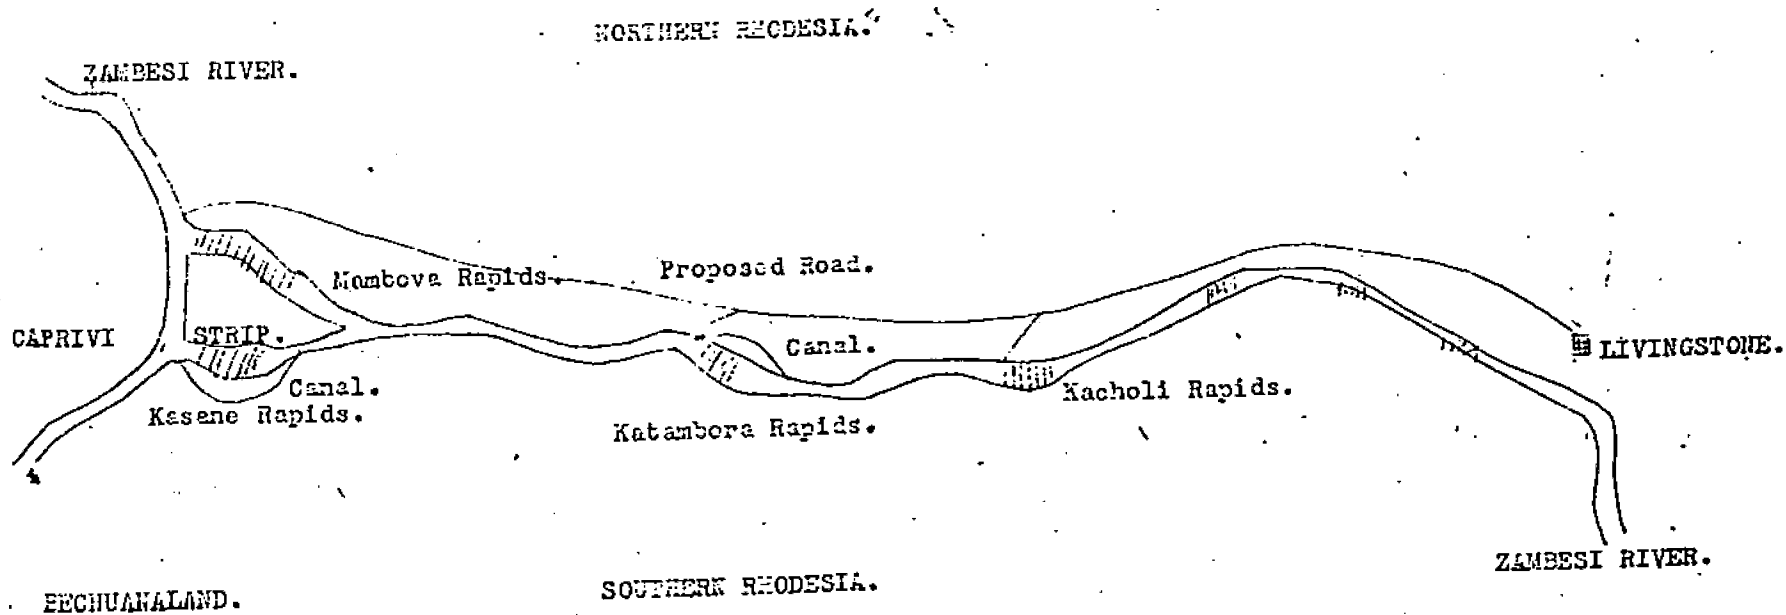 NORTHERN RHODESIA.
ZAMBESI RIVER.
Mambova Rapids.
Proposed Road.
CAPRIVI STRIP.
Canal.
LIVINGSTONE.
Canal.
Kacholi Rapids.
Kasane Rapids.
Katambora Rapids.
ZAMBESI RIVER.
SOUTHERN RHODESIA.
BECHUANALAND.